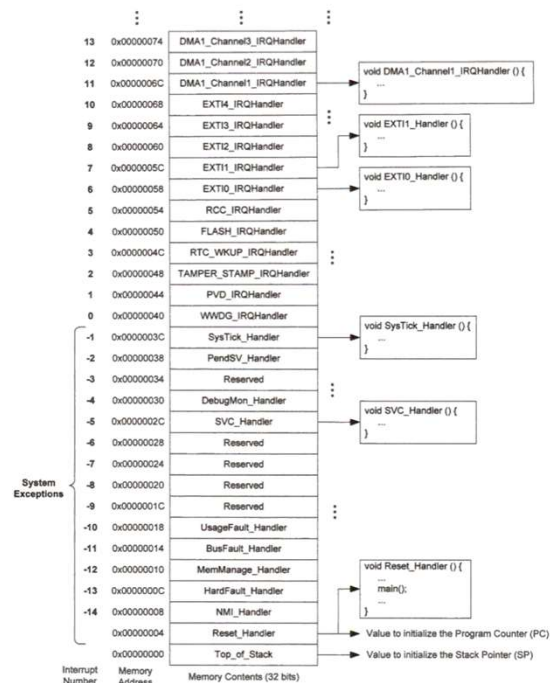 13 0x00000074 DMA1_Channel3_IRQHandler
12 0x00000070 DMA1_Channel2_IRQHandler
11 0x0000006C DMA1_Channel1_IRQHandler
void DMA1_Channel1_IRQHandler () {
...
}
10 0x00000068 EXTI4_IRQHandler
9 0x00000064 EXTI3_IRQHandler
void EXTI1_Handler () {
...
}
8 0x00000060 EXTI2_IRQHandler
7 0x0000005C EXTI1_IRQHandler
6 0x00000058 EXTI0_IRQHandler
void EXTI0_Handler () {
...
}
5 0x00000054 RCC_IRQHandler
4 0x00000050 FLASH_IRQHandler
3 0x0000004C RTC_WKUP_IRQHandler
2 0x00000048 TAMPER_STAMP_IRQHandler
1 0x00000044 PVD_IRQHandler
0 0x00000040 WWDG_IRQHandler
-1 0x0000003C SysTick_Handler
void SysTick_Handler () {
...
}
-2 0x00000038 PendSV_Handler
-3 0x00000034 Reserved
-4 0x00000030 DebugMon_Handler
-5 0x0000002C SVC_Handler
void SVC_Handler () {
...
}
-6 0x00000028 Reserved
-7 0x00000024 Reserved
System
Exceptions
-8 0x00000020 Reserved
-9 0x0000001C Reserved
-10 0x00000018 UsageFault_Handler
-11 0x00000014 BusFault_Handler
-12 0x00000010 MemManage_Handler
void Reset_Handler () {
...
main();
...
}
-13 0x0000000C HardFault_Handler
-14 0x00000008 NMI_Handler
0x00000004 Reset_Handler
Value to initialize the Program Counter (PC)
0x00000000 Top_of_Stack
Value to initialize the Stack Pointer (SP)
Interrupt
Number
Memory
Address
Memory Contents (32 bits)